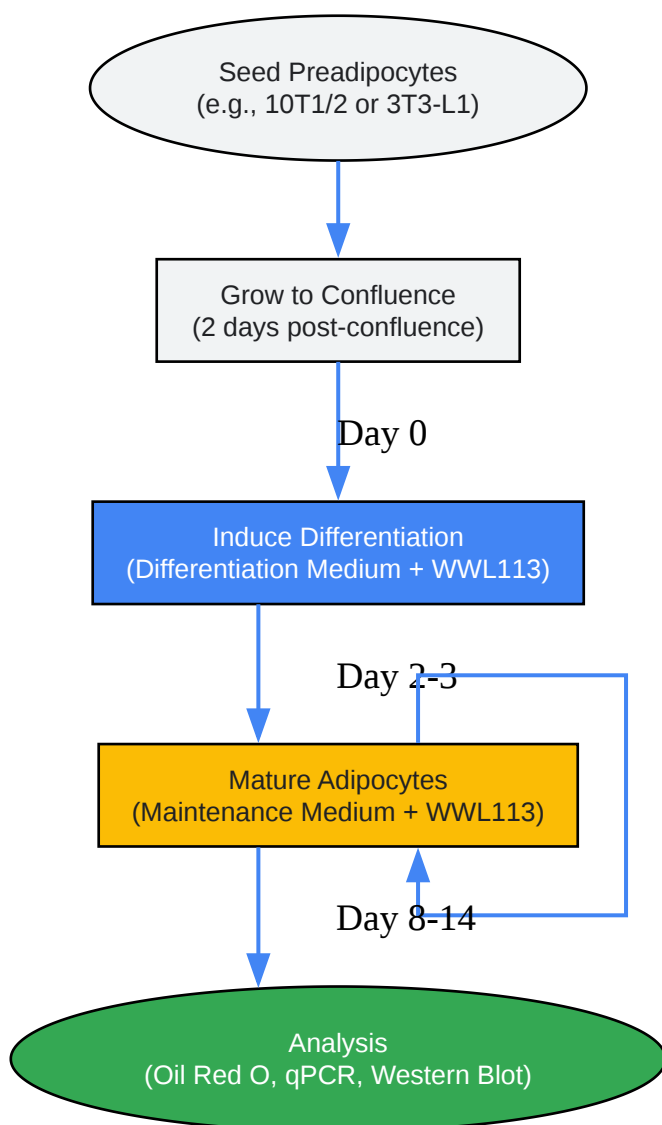 Seed Preadipocytes
(e.g., 10T1/2 or 3T3-L1)
Grow to Confluence
(2 days post-confluence)
Day 0
Induce Differentiation
(Differentiation Medium + WWL113)
Day 2-3
Mature Adipocytes
(Maintenance Medium + WWL113)
Day 8-14
Analysis
(Oil Red O, qPCR, Western Blot)